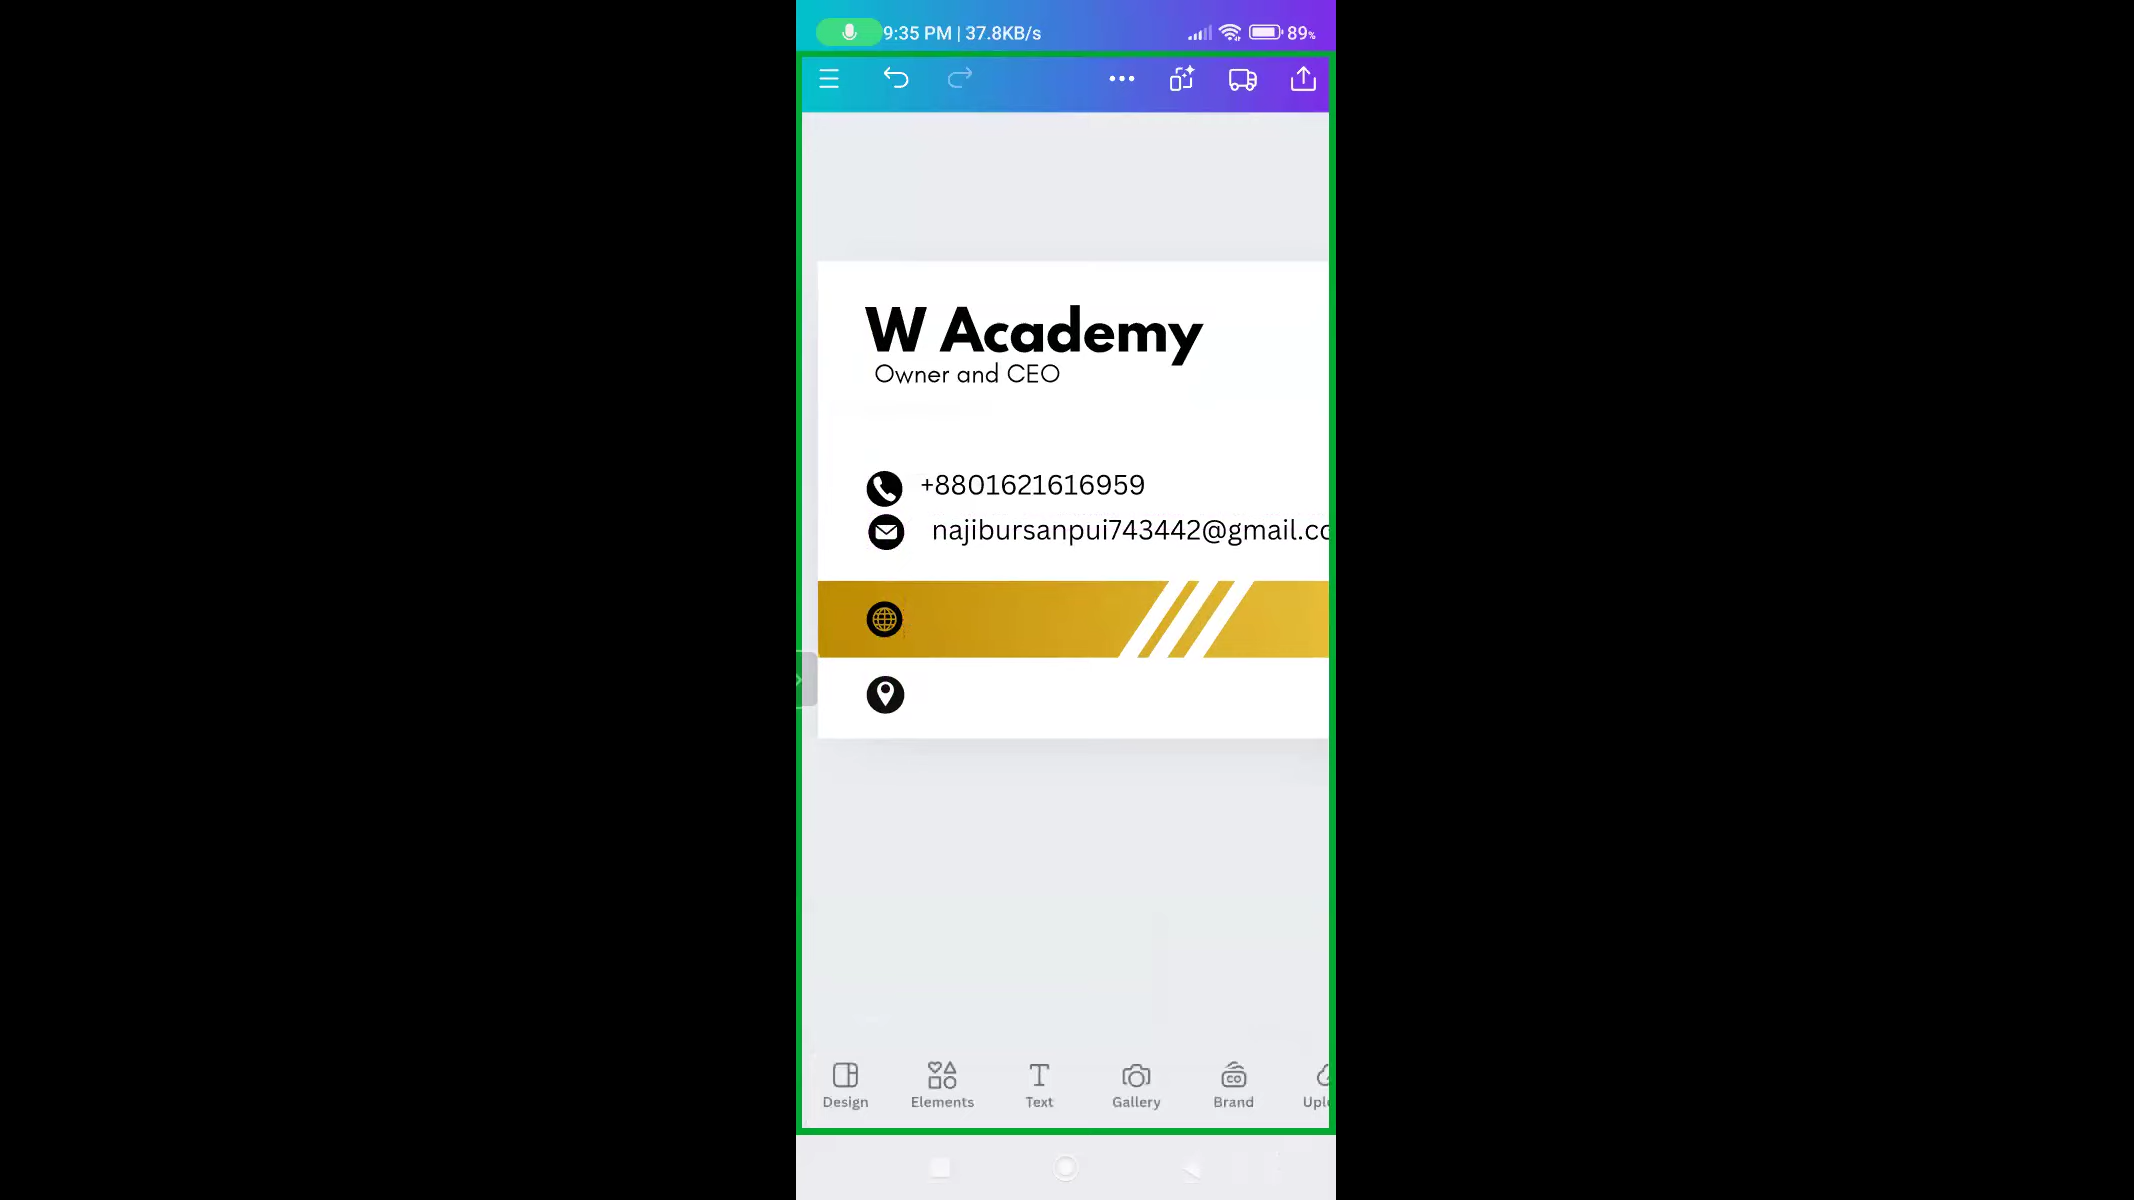 9:35 PM | 37.8KB/s 89%
W Academy
Owner and CEO
+8801621616959
najibursanpui743442@gmail.co
Design Elements Text Gallery Brand Uplo